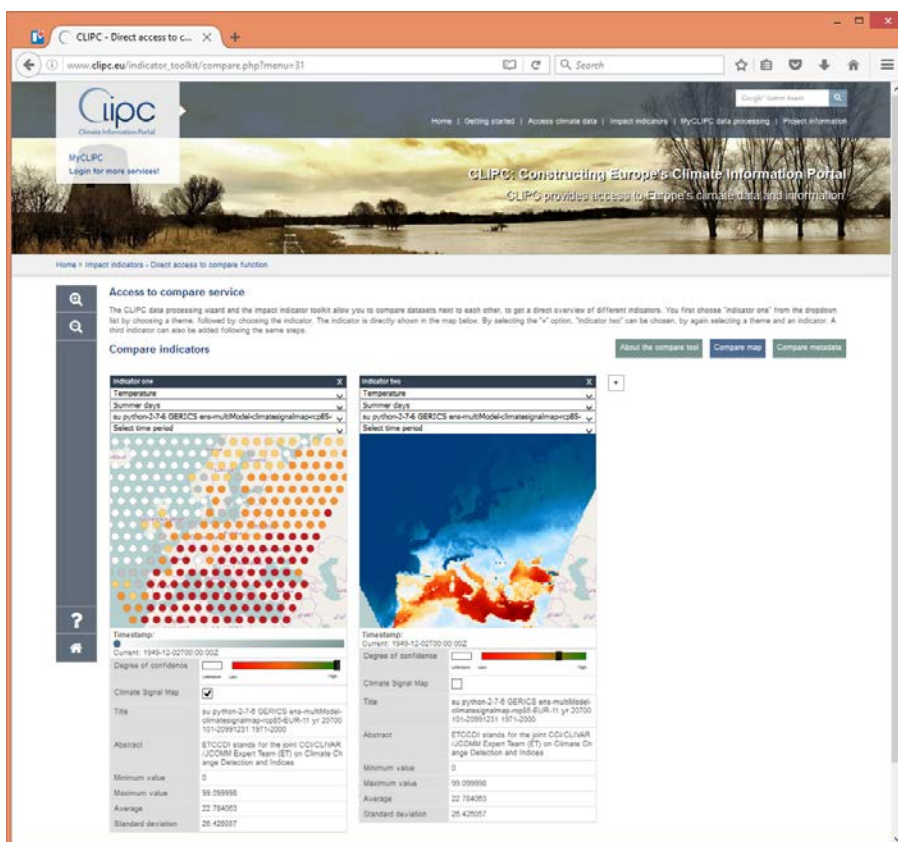 CLIPC - Direct access to c...
www.clipc.eu/indicator_toolkit/compare.php?menu=31
Search
Clipc
Climate Information Portal
Home | Getting started | Access climate data | Impact indicators | MyCLIPC data processing | Project information
MyCLIPC
Login for more services!
CLIPC: Constructing Europe's Climate Information Portal
CLIPC provides access to Europe's climate data and information
Home > Impact indicators - Direct access to compare function
Access to compare service
The CLIPC data processing wizard and the impact indicator toolkit allow you to compare datasets next to each other, to get a direct overview of different indicators. You first choose "indicator one" from the dropdown
list by choosing a theme, followed by choosing the indicator. The indicator is directly shown in the map below. By selecting the "+" option, "indicator two" can be chosen, by again selecting a theme and an indicator. A
third indicator can also be added following the same steps.
Compare indicators
About the compare tool
Compare map
Compare metadata
Indicator one X
Temperature
Summer days
su python-2-7-6 GERICS ens-multiModel-climatesignalmap-rcp85-
Select time period
Timestamp:
Current: 1949-12-02T00:00:00Z
Degree of confidence
Unknown Low High
Climate Signal Map
Title
su python-2-7-6 GERICS ens-multiModel-
climatesignalmap-rcp85-EUR-11 yr 20700
101-20991231 1971-2000
Abstract
ETCCDI stands for the joint CCl/CLIVAR
/JCOMM Expert Team (ET) on Climate Ch
ange Detection and Indices
Minimum value 0
Maximum value 99.099998
Average 22.784063
Standard deviation 26.426057
Indicator two X
Temperature
Summer days
su python-2-7-6 GERICS ens-multiModel-climatesignalmap-rcp85-
Select time period
+
Timestamp:
Current: 1949-12-02T00:00:00Z
Degree of confidence
Unknown Low High
Climate Signal Map
Title
su python-2-7-6 GERICS ens-multiModel-
climatesignalmap-rcp85-EUR-11 yr 20700
101-20991231 1971-2000
Abstract
ETCCDI stands for the joint CCl/CLIVAR
/JCOMM Expert Team (ET) on Climate Ch
ange Detection and Indices
Minimum value 0
Maximum value 99.099998
Average 22.784063
Standard deviation 26.426057